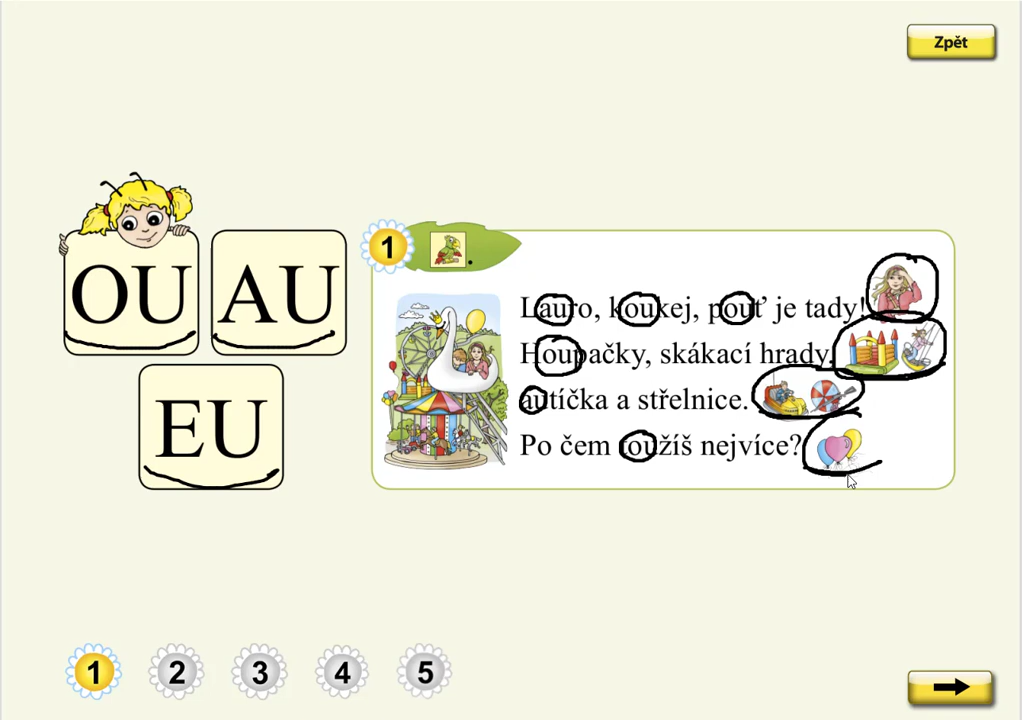 Zpět
OU AU
EU
1
Lauro, koukej, pouť je tady!
Houpačky, skákací hrady,
autíčka a střelnice.
Po čem toužíš nejvíce?
1 2 3 4 5